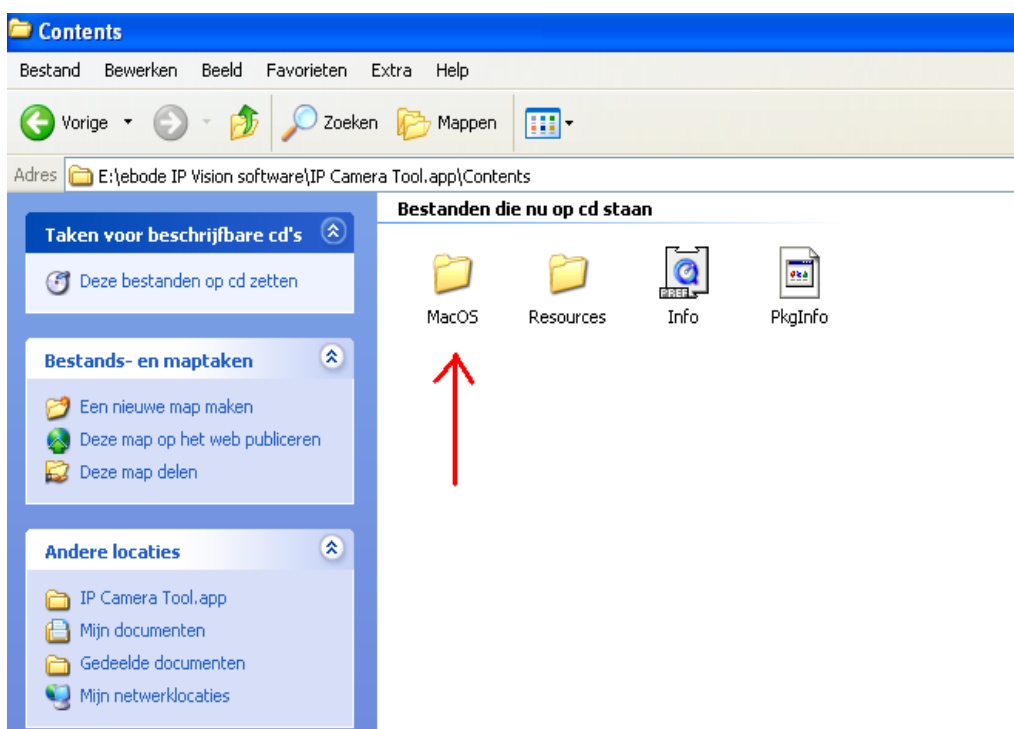 Contents
Bestand Bewerken Beeld Favorieten Extra Help
Vorige Zoeken Mappen
Adres E:\ebode IP Vision software\IP Camera Tool.app\Contents
Taken voor beschrijfbare cd's
Deze bestanden op cd zetten
Bestands- en maptaken
Een nieuwe map maken
Deze map op het web publiceren
Deze map delen
Andere locaties
IP Camera Tool.app
Mijn documenten
Gedeelde documenten
Mijn netwerklocaties
Bestanden die nu op cd staan
PREF
MacOS Resources Info PkgInfo